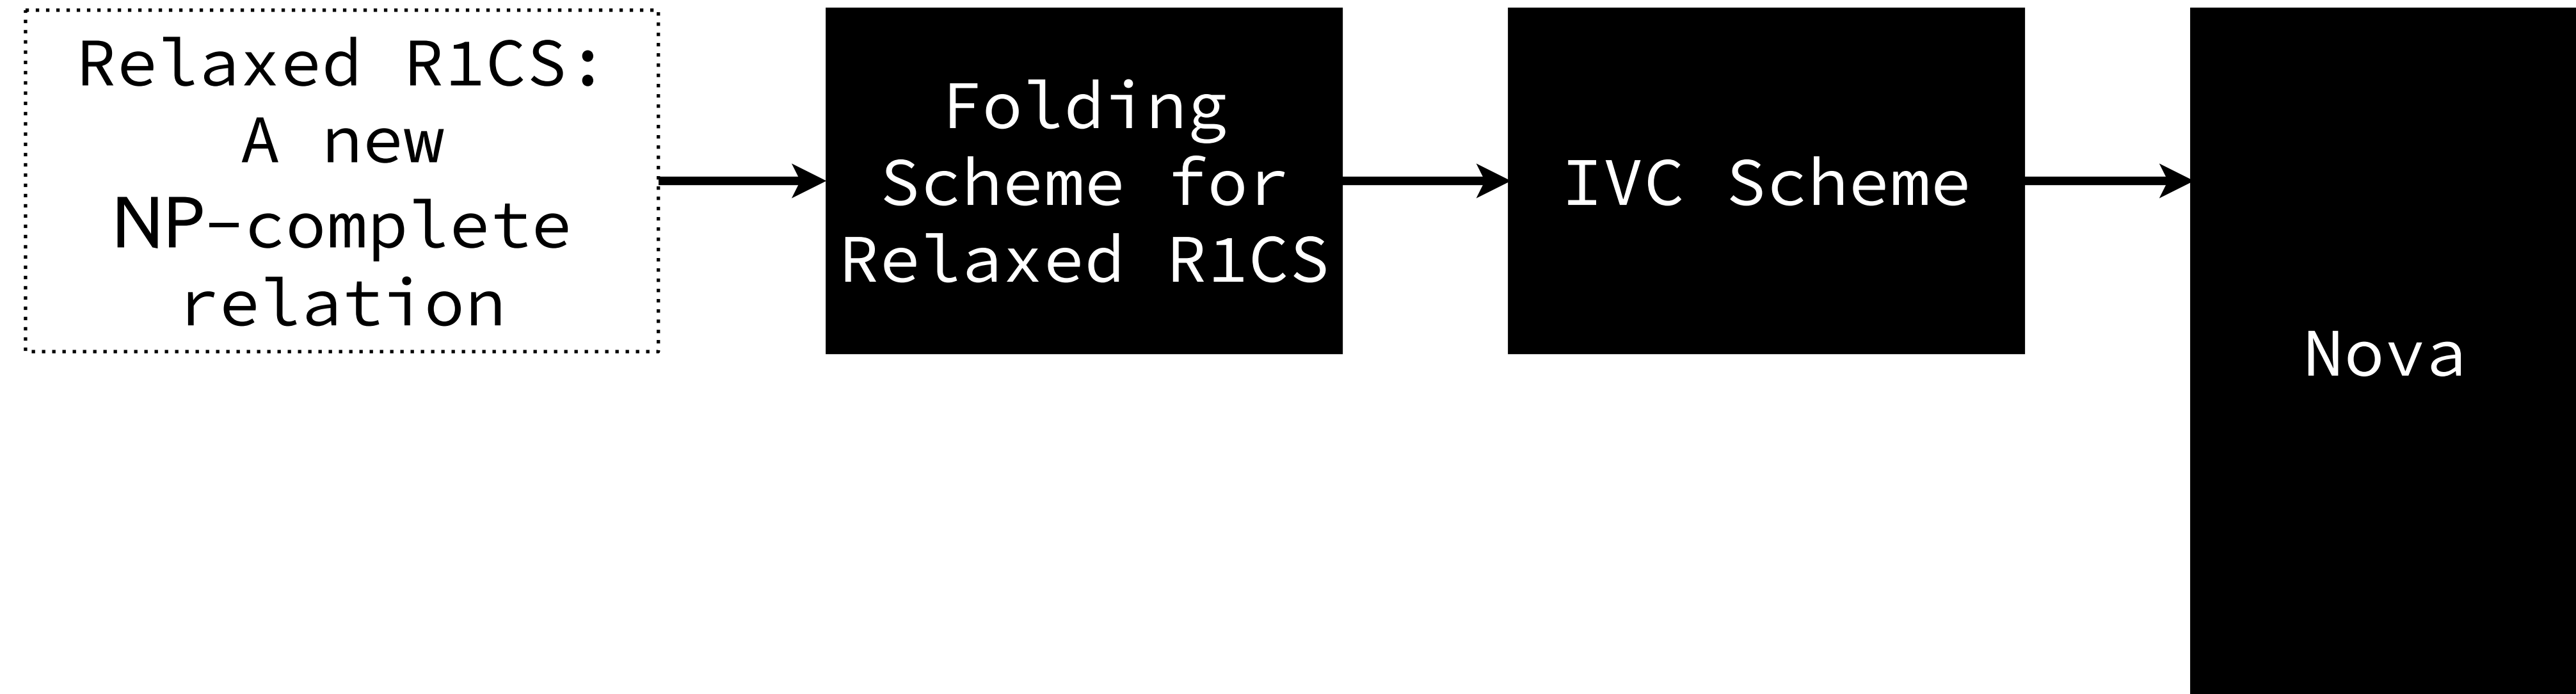 Relaxed R1CS:
A new
NP-complete
relation
Folding
Scheme for
Relaxed R1CS
IVC Scheme
Nova